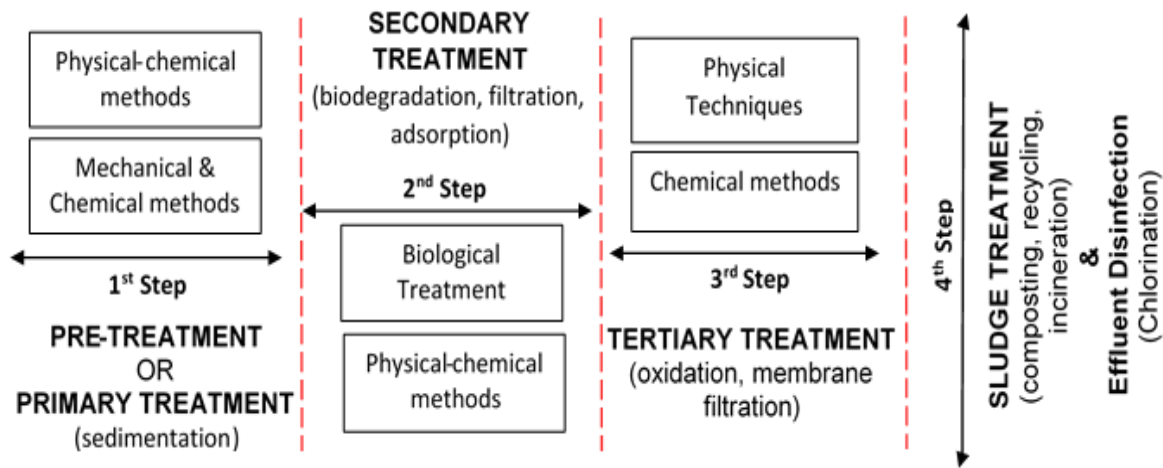 Physical-chemical
methods
Mechanical &
Chemical methods
1st Step
PRE-TREATMENT
OR
PRIMARY TREATMENT
(sedimentation)
SECONDARY
TREATMENT
(biodegradation, filtration,
adsorption)
2nd Step
Biological
Treatment
Physical-chemical
methods
Physical
Techniques
Chemical methods
3rd Step
TERTIARY TREATMENT
(oxidation, membrane
filtration)
4th Step
SLUDGE TREATMENT
(composting, recycling,
incineration)
&
Effluent Disinfection
(Chlorination)